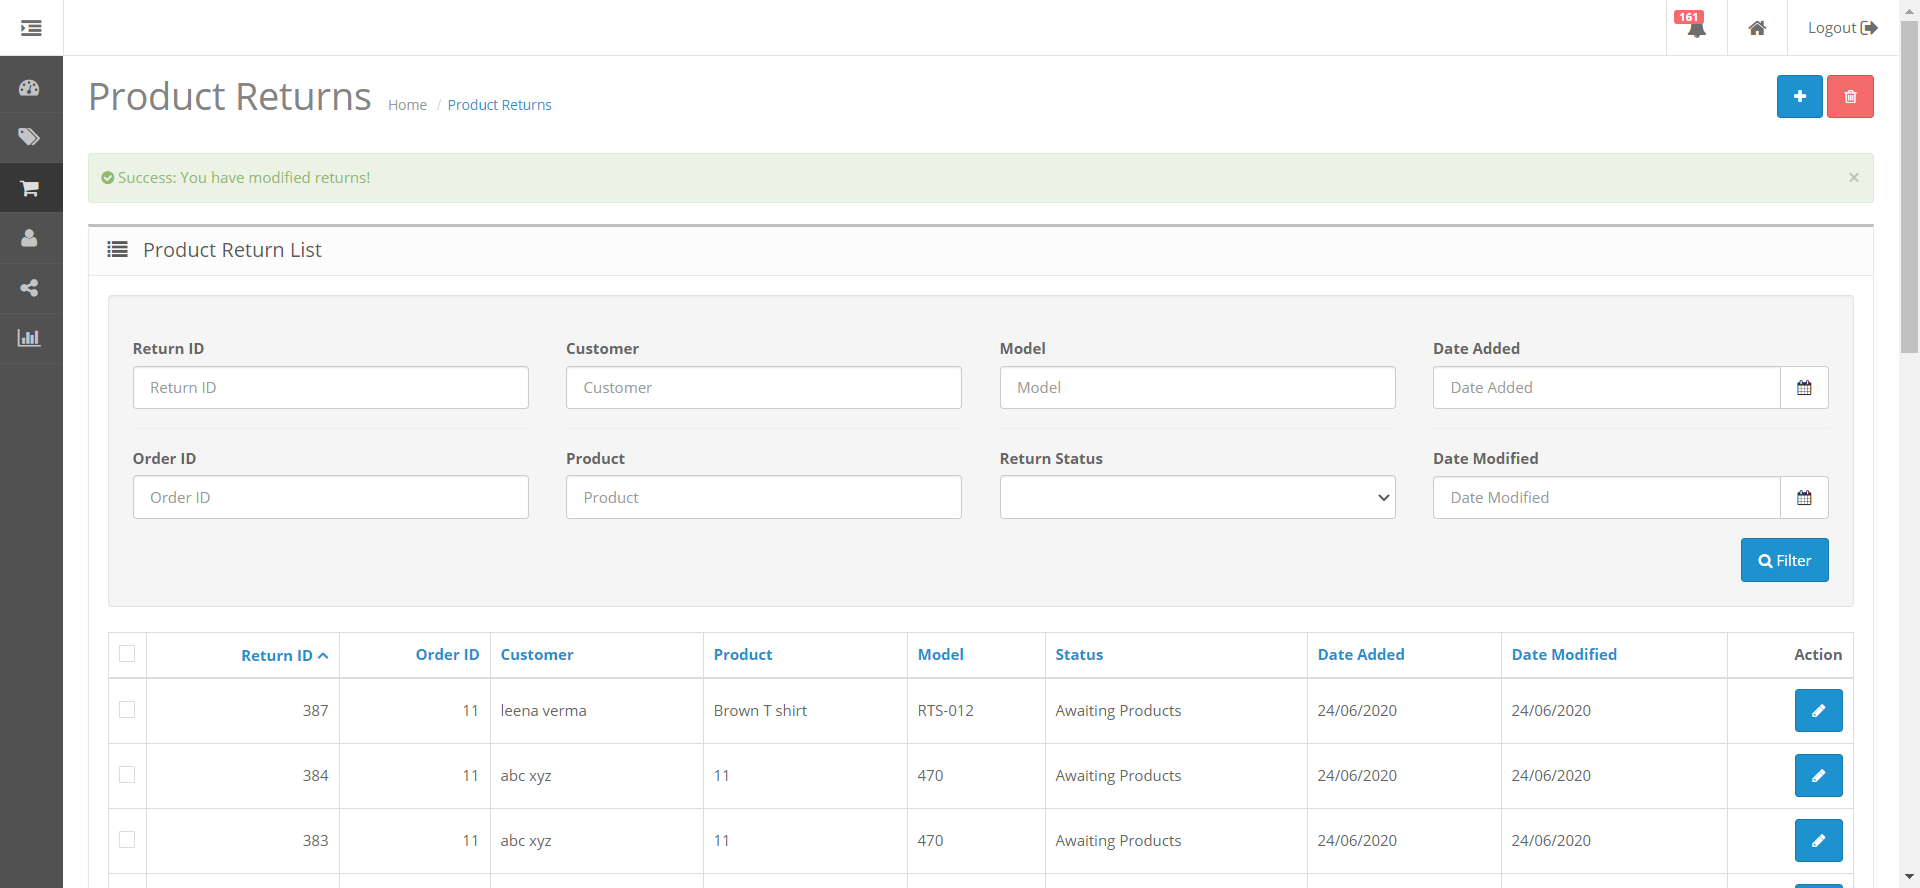 161
Logout
Product Returns Home / Product Returns
Success: You have modified returns! ×
Product Return List
Return ID Customer Model Date Added
Return ID Customer Model Date Added
Order ID Product Return Status Date Modified
Order ID Product Date Modified
Filter
Return ID Order ID Customer Product Model Status Date Added Date Modified Action
387 11 leena verma Brown T shirt RTS-012 Awaiting Products 24/06/2020 24/06/2020
384 11 abc xyz 11 470 Awaiting Products 24/06/2020 24/06/2020
383 11 abc xyz 11 470 Awaiting Products 24/06/2020 24/06/2020